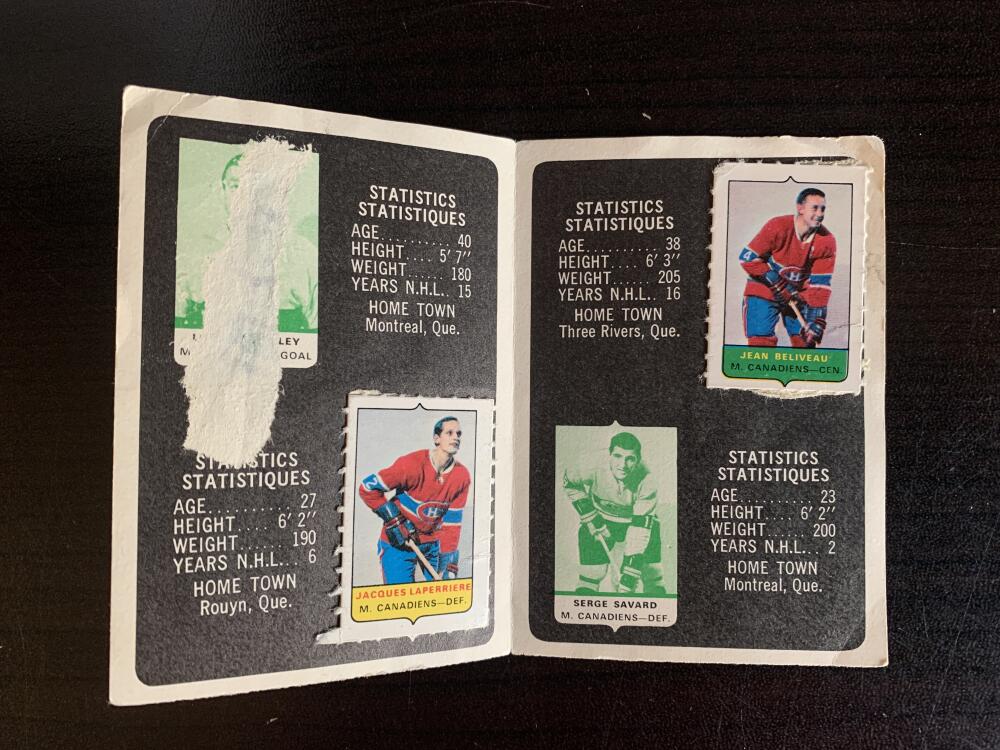 STATISTICS
STATISTIQUES
AGE.......... 40
HEIGHT.... 5' 7"
WEIGHT...... 180
YEARS N.H.L.. 15
HOME TOWN
Montreal, Que.
GOAL
STATISTICS
STATISTIQUES
AGE.......... 27
HEIGHT.... 6' 2"
WEIGHT...... 190
YEARS N.H.L... 6
HOME TOWN
Rouyn, Que.
2
H
JACQUES LAPERRIERE
M. CANADIENS—DEF.
STATISTICS
STATISTIQUES
AGE.......... 38
HEIGHT.... 6' 3"
WEIGHT...... 205
YEARS N.H.L.. 16
HOME TOWN
Three Rivers, Que.
4
H
JEAN BELIVEAU
M. CANADIENS—CEN.
SERGE SAVARD
M. CANADIENS—DEF.
STATISTICS
STATISTIQUES
AGE.......... 23
HEIGHT.... 6' 2"
WEIGHT...... 200
YEARS N.H.L... 2
HOME TOWN
Montreal, Que.